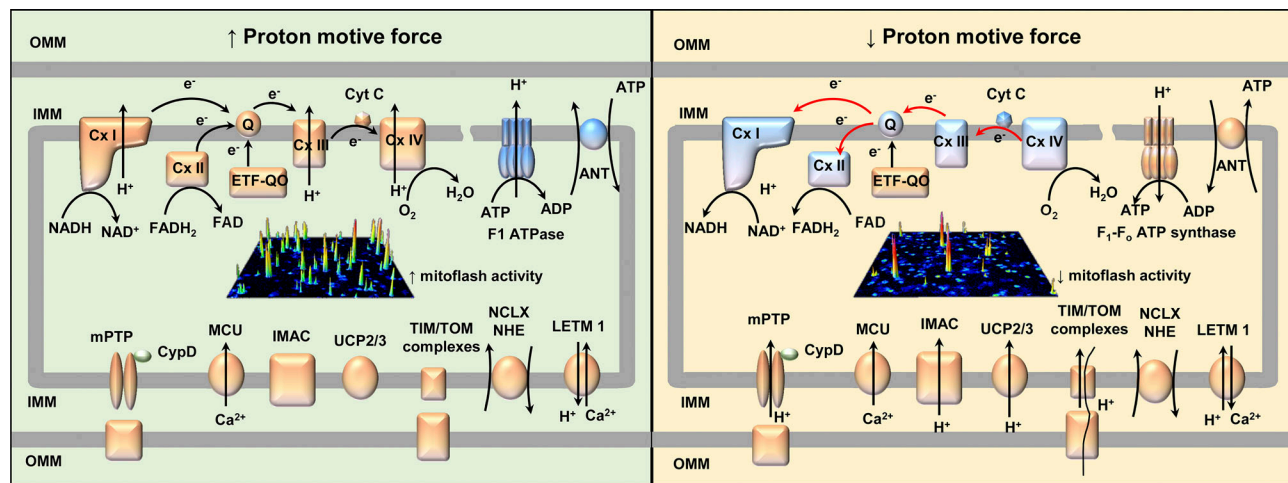 ↑ Proton motive force
OMM
IMM
e⁻
e⁻
Cyt C
H⁺
ATP
Cx I
Q
e⁻
Cx III
e⁻
Cx IV
Cx II
e⁻
ETF-QO
ANT
H⁺
H⁺
H⁺
NADH
NAD⁺
FADH₂
FAD
O₂
H₂O
ATP
ADP
F1 ATPase
↑ mitoflash activity
mPTP
CypD
MCU
IMAC
UCP2/3
TIM/TOM
complexes
NCLX
NHE
LETM 1
IMM
Ca²⁺
H⁺
Ca²⁺
OMM
↓ Proton motive force
OMM
IMM
e⁻
e⁻
Cyt C
H⁺
ATP
Cx I
Q
e⁻
Cx III
e⁻
Cx IV
Cx II
e⁻
ETF-QO
ANT
H⁺
NADH
NAD⁺
FADH₂
FAD
O₂
H₂O
ATP
ADP
F₁-Fₒ ATP synthase
↓ mitoflash activity
mPTP
CypD
MCU
IMAC
UCP2/3
TIM/TOM
complexes
NCLX
NHE
LETM 1
IMM
H⁺
Ca²⁺
H⁺
H⁺
H⁺
H⁺
Ca²⁺
OMM